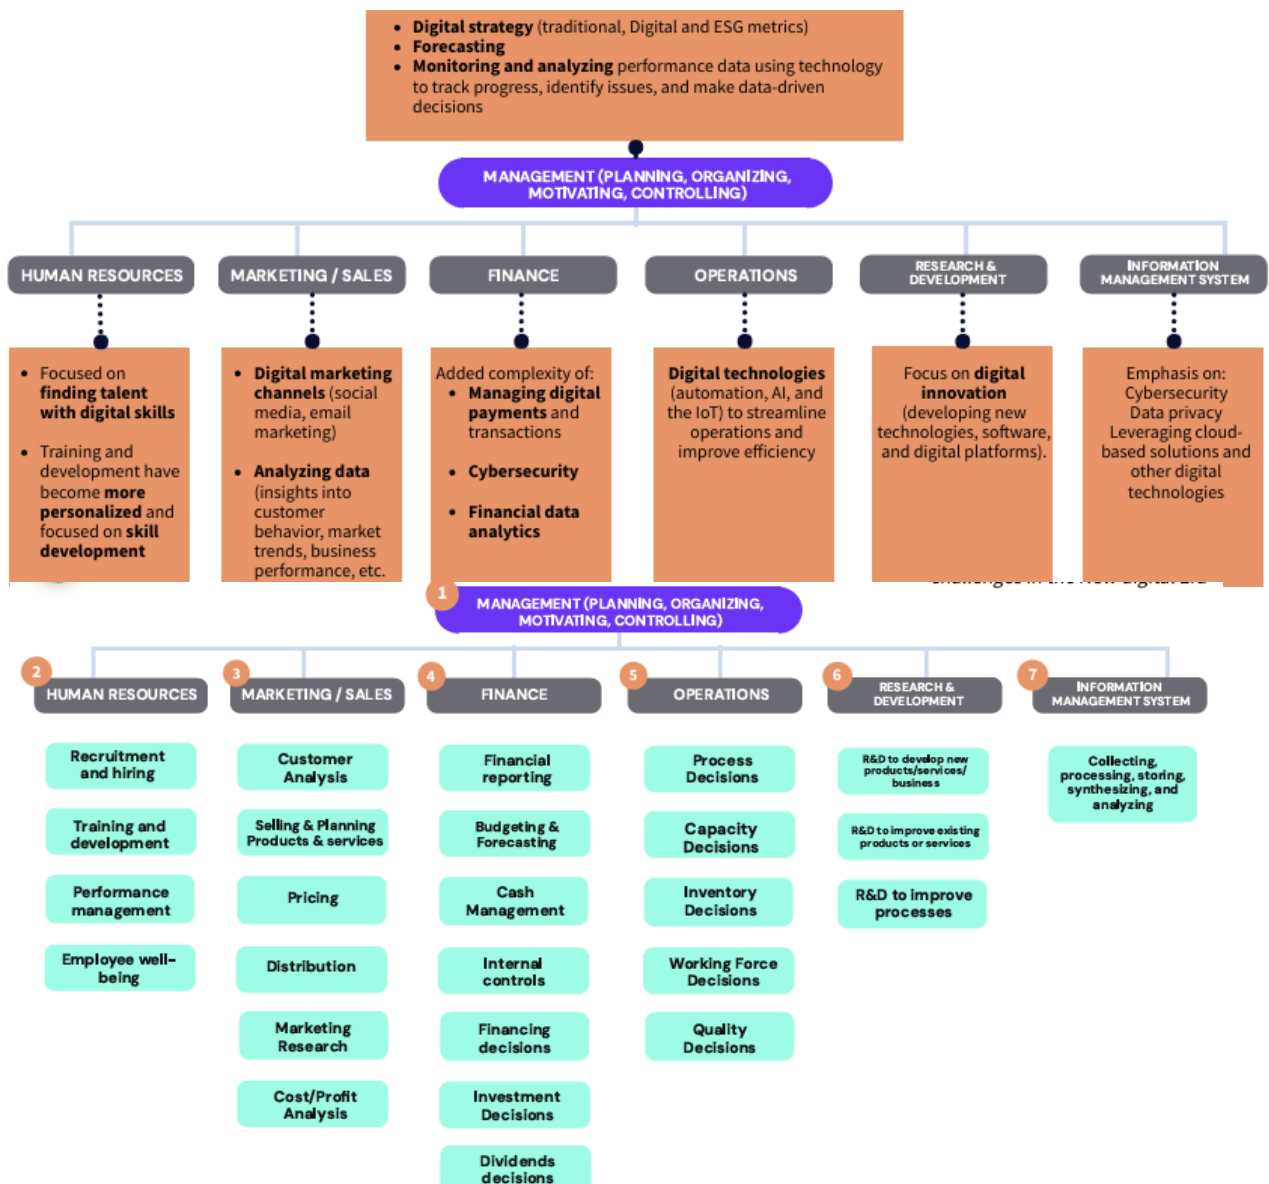 • Digital strategy (traditional, Digital and ESG metrics)
• Forecasting
• Monitoring and analyzing performance data using technology
to track progress, identify issues, and make data-driven
decisions
MANAGEMENT (PLANNING, ORGANIZING,
MOTIVATING, CONTROLLING)
HUMAN RESOURCES
MARKETING / SALES
FINANCE
OPERATIONS
RESEARCH &
DEVELOPMENT
INFORMATION
MANAGEMENT SYSTEM
• Focused on
finding talent
with digital skills
• Training and
development have
become more
personalized and
focused on skill
development
• Digital marketing
channels (social
media, email
marketing)
• Analyzing data
(insights into
customer
behavior, market
trends, business
performance, etc.
Added complexity of:
• Managing digital
payments and
transactions
• Cybersecurity
• Financial data
analytics
Digital technologies
(automation, AI, and
the IoT) to streamline
operations and
improve efficiency
Focus on digital
innovation
(developing new
technologies, software,
and digital platforms).
Emphasis on:
Cybersecurity
Data privacy
Leveraging cloud-
based solutions and
other digital
technologies
1
MANAGEMENT (PLANNING, ORGANIZING,
MOTIVATING, CONTROLLING)
2
HUMAN RESOURCES
3
MARKETING / SALES
4
FINANCE
5
OPERATIONS
6
RESEARCH &
DEVELOPMENT
7
INFORMATION
MANAGEMENT SYSTEM
Recruitment
and hiring
Training and
development
Performance
management
Employee well-
being
Customer
Analysis
Selling & Planning
Products & services
Pricing
Distribution
Marketing
Research
Cost/Profit
Analysis
Financial
reporting
Budgeting &
Forecasting
Cash
Management
Internal
controls
Financing
decisions
Investment
Decisions
Dividends
decisions
Process
Decisions
Capacity
Decisions
Inventory
Decisions
Working Force
Decisions
Quality
Decisions
R&D to develop new
products/services/
business
R&D to improve existing
products or services
R&D to improve
processes
Collecting,
processing, storing,
synthesizing, and
analyzing